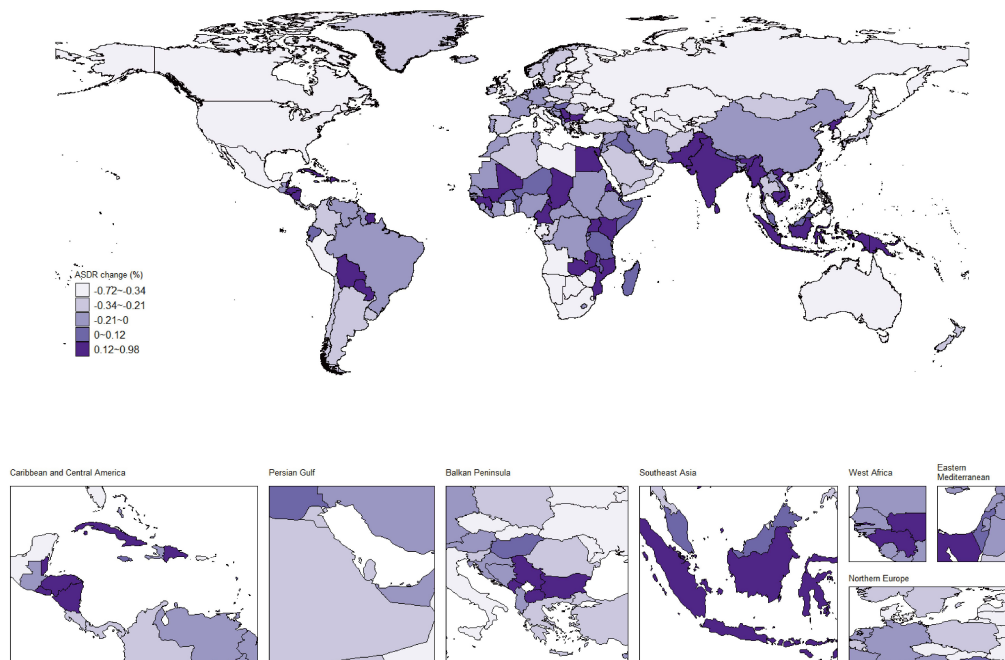 ASDR change (%)
-0.72~-0.34
-0.34~-0.21
-0.21~0
0~0.12
0.12~0.98
Caribbean and Central America
Persian Gulf
Balkan Peninsula
Southeast Asia
West Africa
Eastern
Mediterranean
Northern Europe